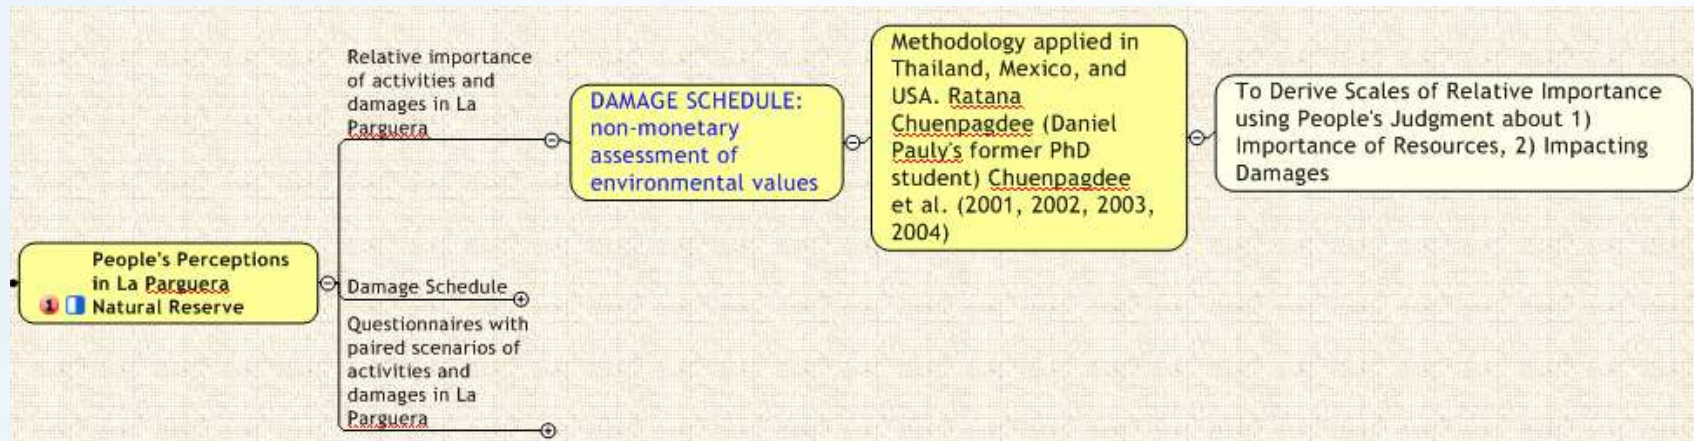 People's Perceptions
in La Parguera
1 Natural Reserve
Relative importance
of activities and
damages in La
Parguera
DAMAGE SCHEDULE:
non-monetary
assessment of
environmental values
Methodology applied in
Thailand, Mexico, and
USA. Ratana
Chuenpagdee (Daniel
Pauly's former PhD
student) Chuenpagdee
et al. (2001, 2002, 2003,
2004)
To Derive Scales of Relative Importance
using People's Judgment about 1)
Importance of Resources, 2) Impacting
Damages
Damage Schedule
Questionnaires with
paired scenarios of
activities and
damages in La
Parguera